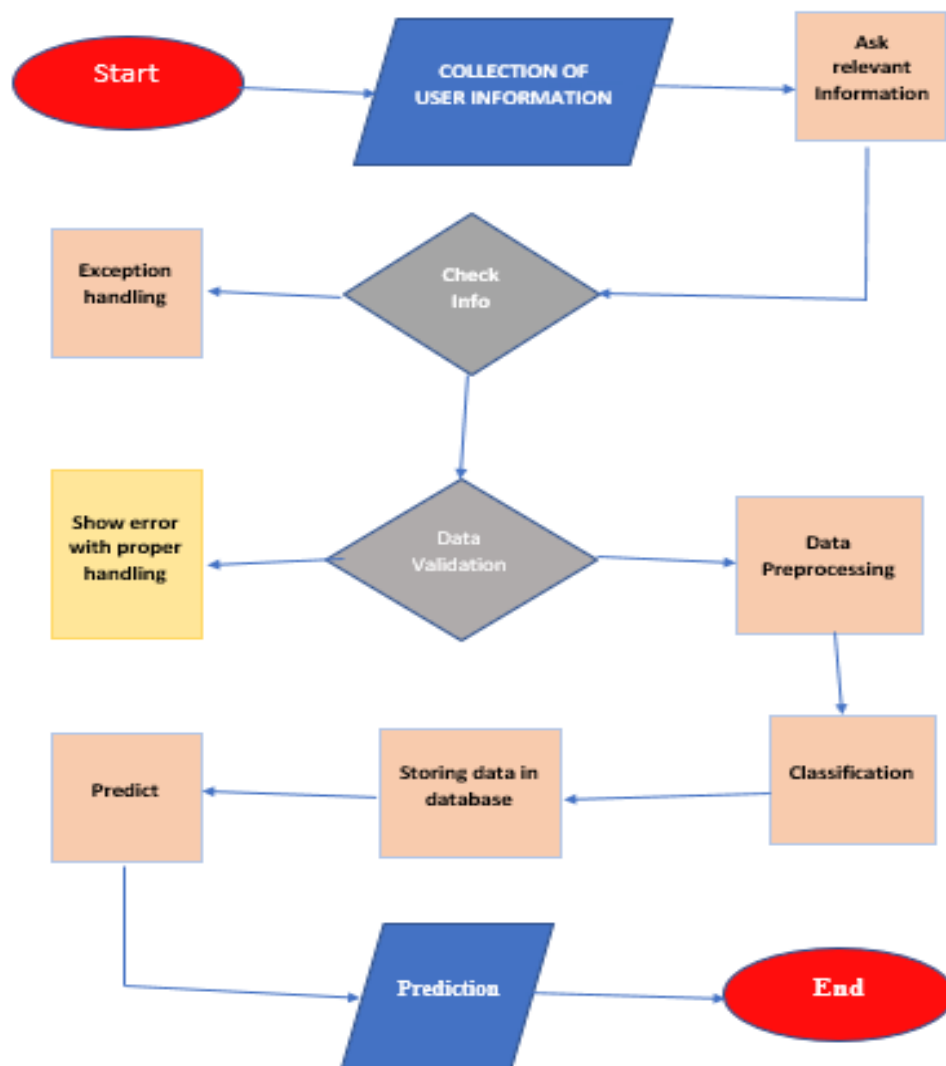 Start
COLLECTION OF
USER INFORMATION
Ask
relevant
Information
Exception
handling
Check
Info
Show error
with proper
handling
Data
Validation
Data
Preprocessing
Predict
Storing data in
database
Classification
Prediction
End